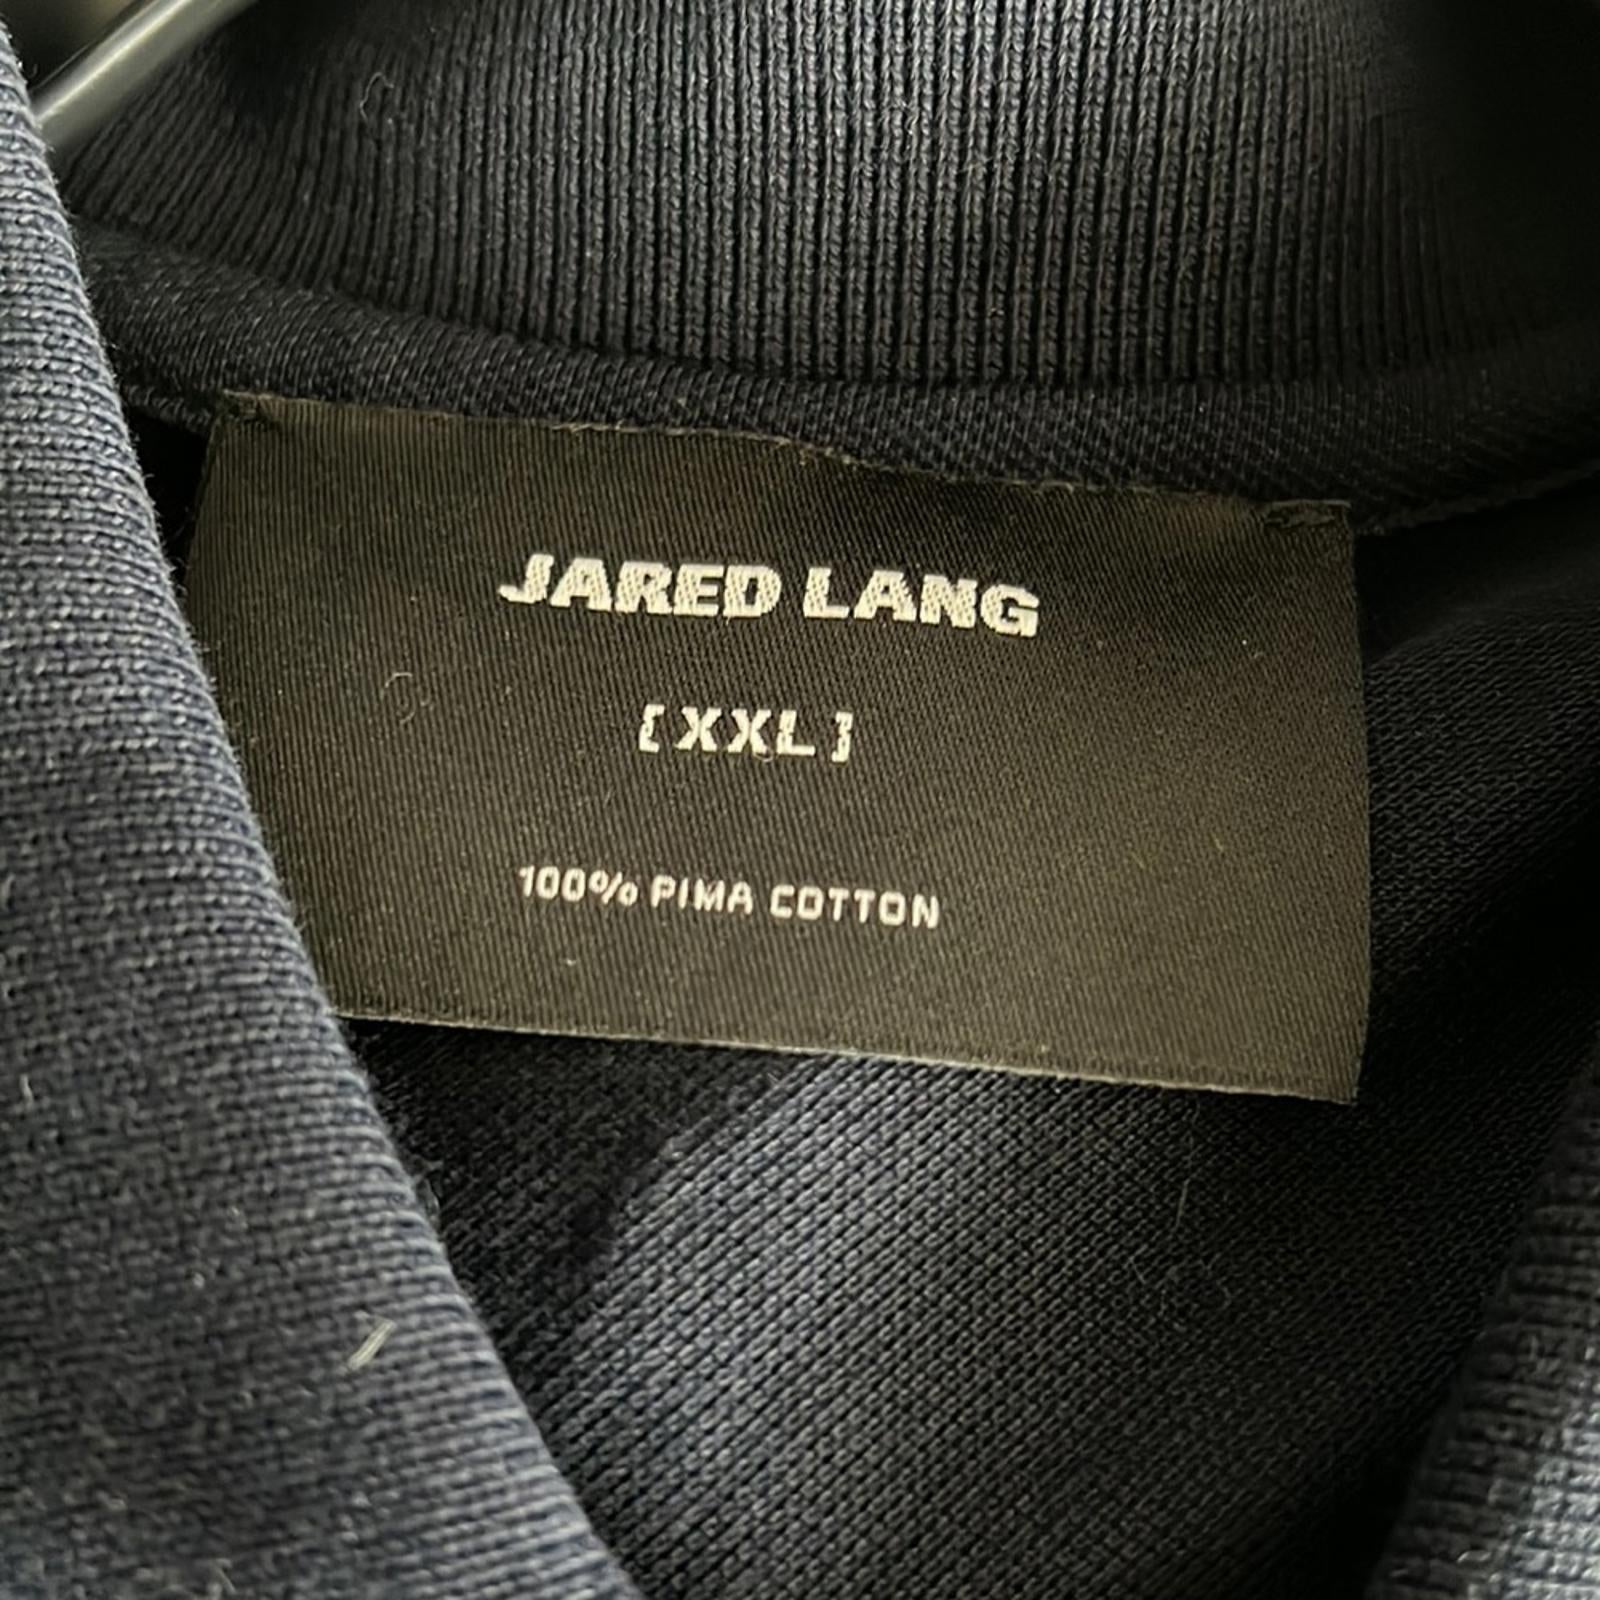 JARED LANG
[XXL]
100% PIMA COTTON